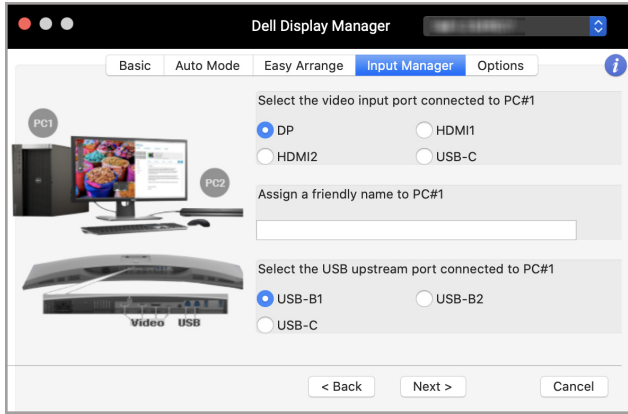 Dell Display Manager
Basic Auto Mode Easy Arrange Input Manager Options
i
Select the video input port connected to PC#1
DP HDMI1
HDMI2 USB-C
Assign a friendly name to PC#1
Select the USB upstream port connected to PC#1
USB-B1 USB-B2
USB-C
PC1
PC2
Video USB
< Back Next > Cancel